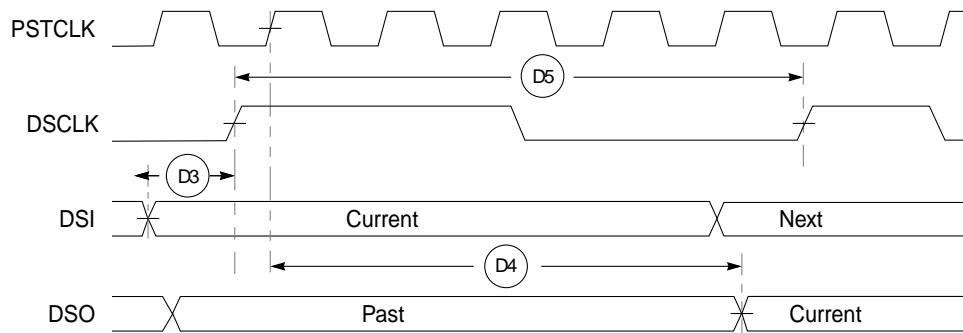 PSTCLK
D5
DSCLK
D3
DSI
Current
Next
D4
DSO
Past
Current